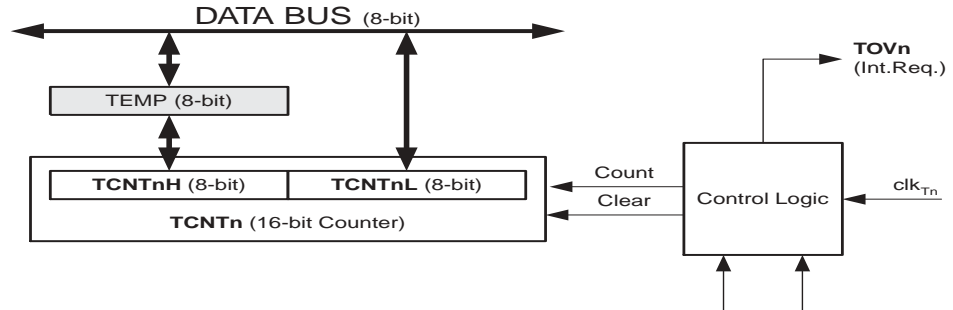 DATA BUS (8-bit)
TOVn
(Int.Req.)
TEMP (8-bit)
TCNTnH (8-bit)
TCNTnL (8-bit)
TCNTn (16-bit Counter)
Count
Clear
Control Logic
clkTn